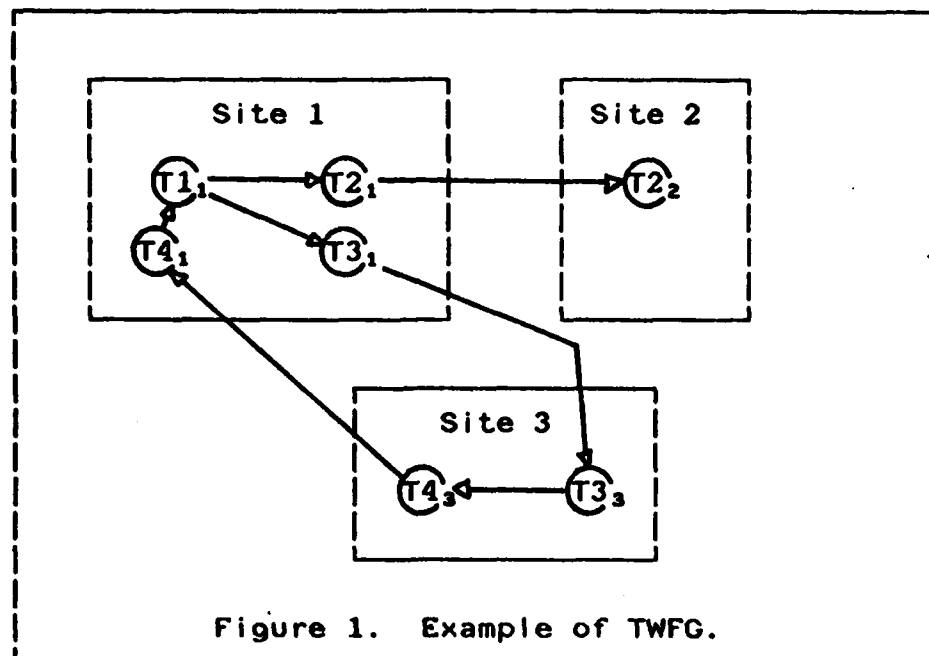 Site 1
Site 2
T1₁
T2₁
T2₂
T4₁
T3₁
Site 3
T4₃
T3₃
Figure 1. Example of TWFG.